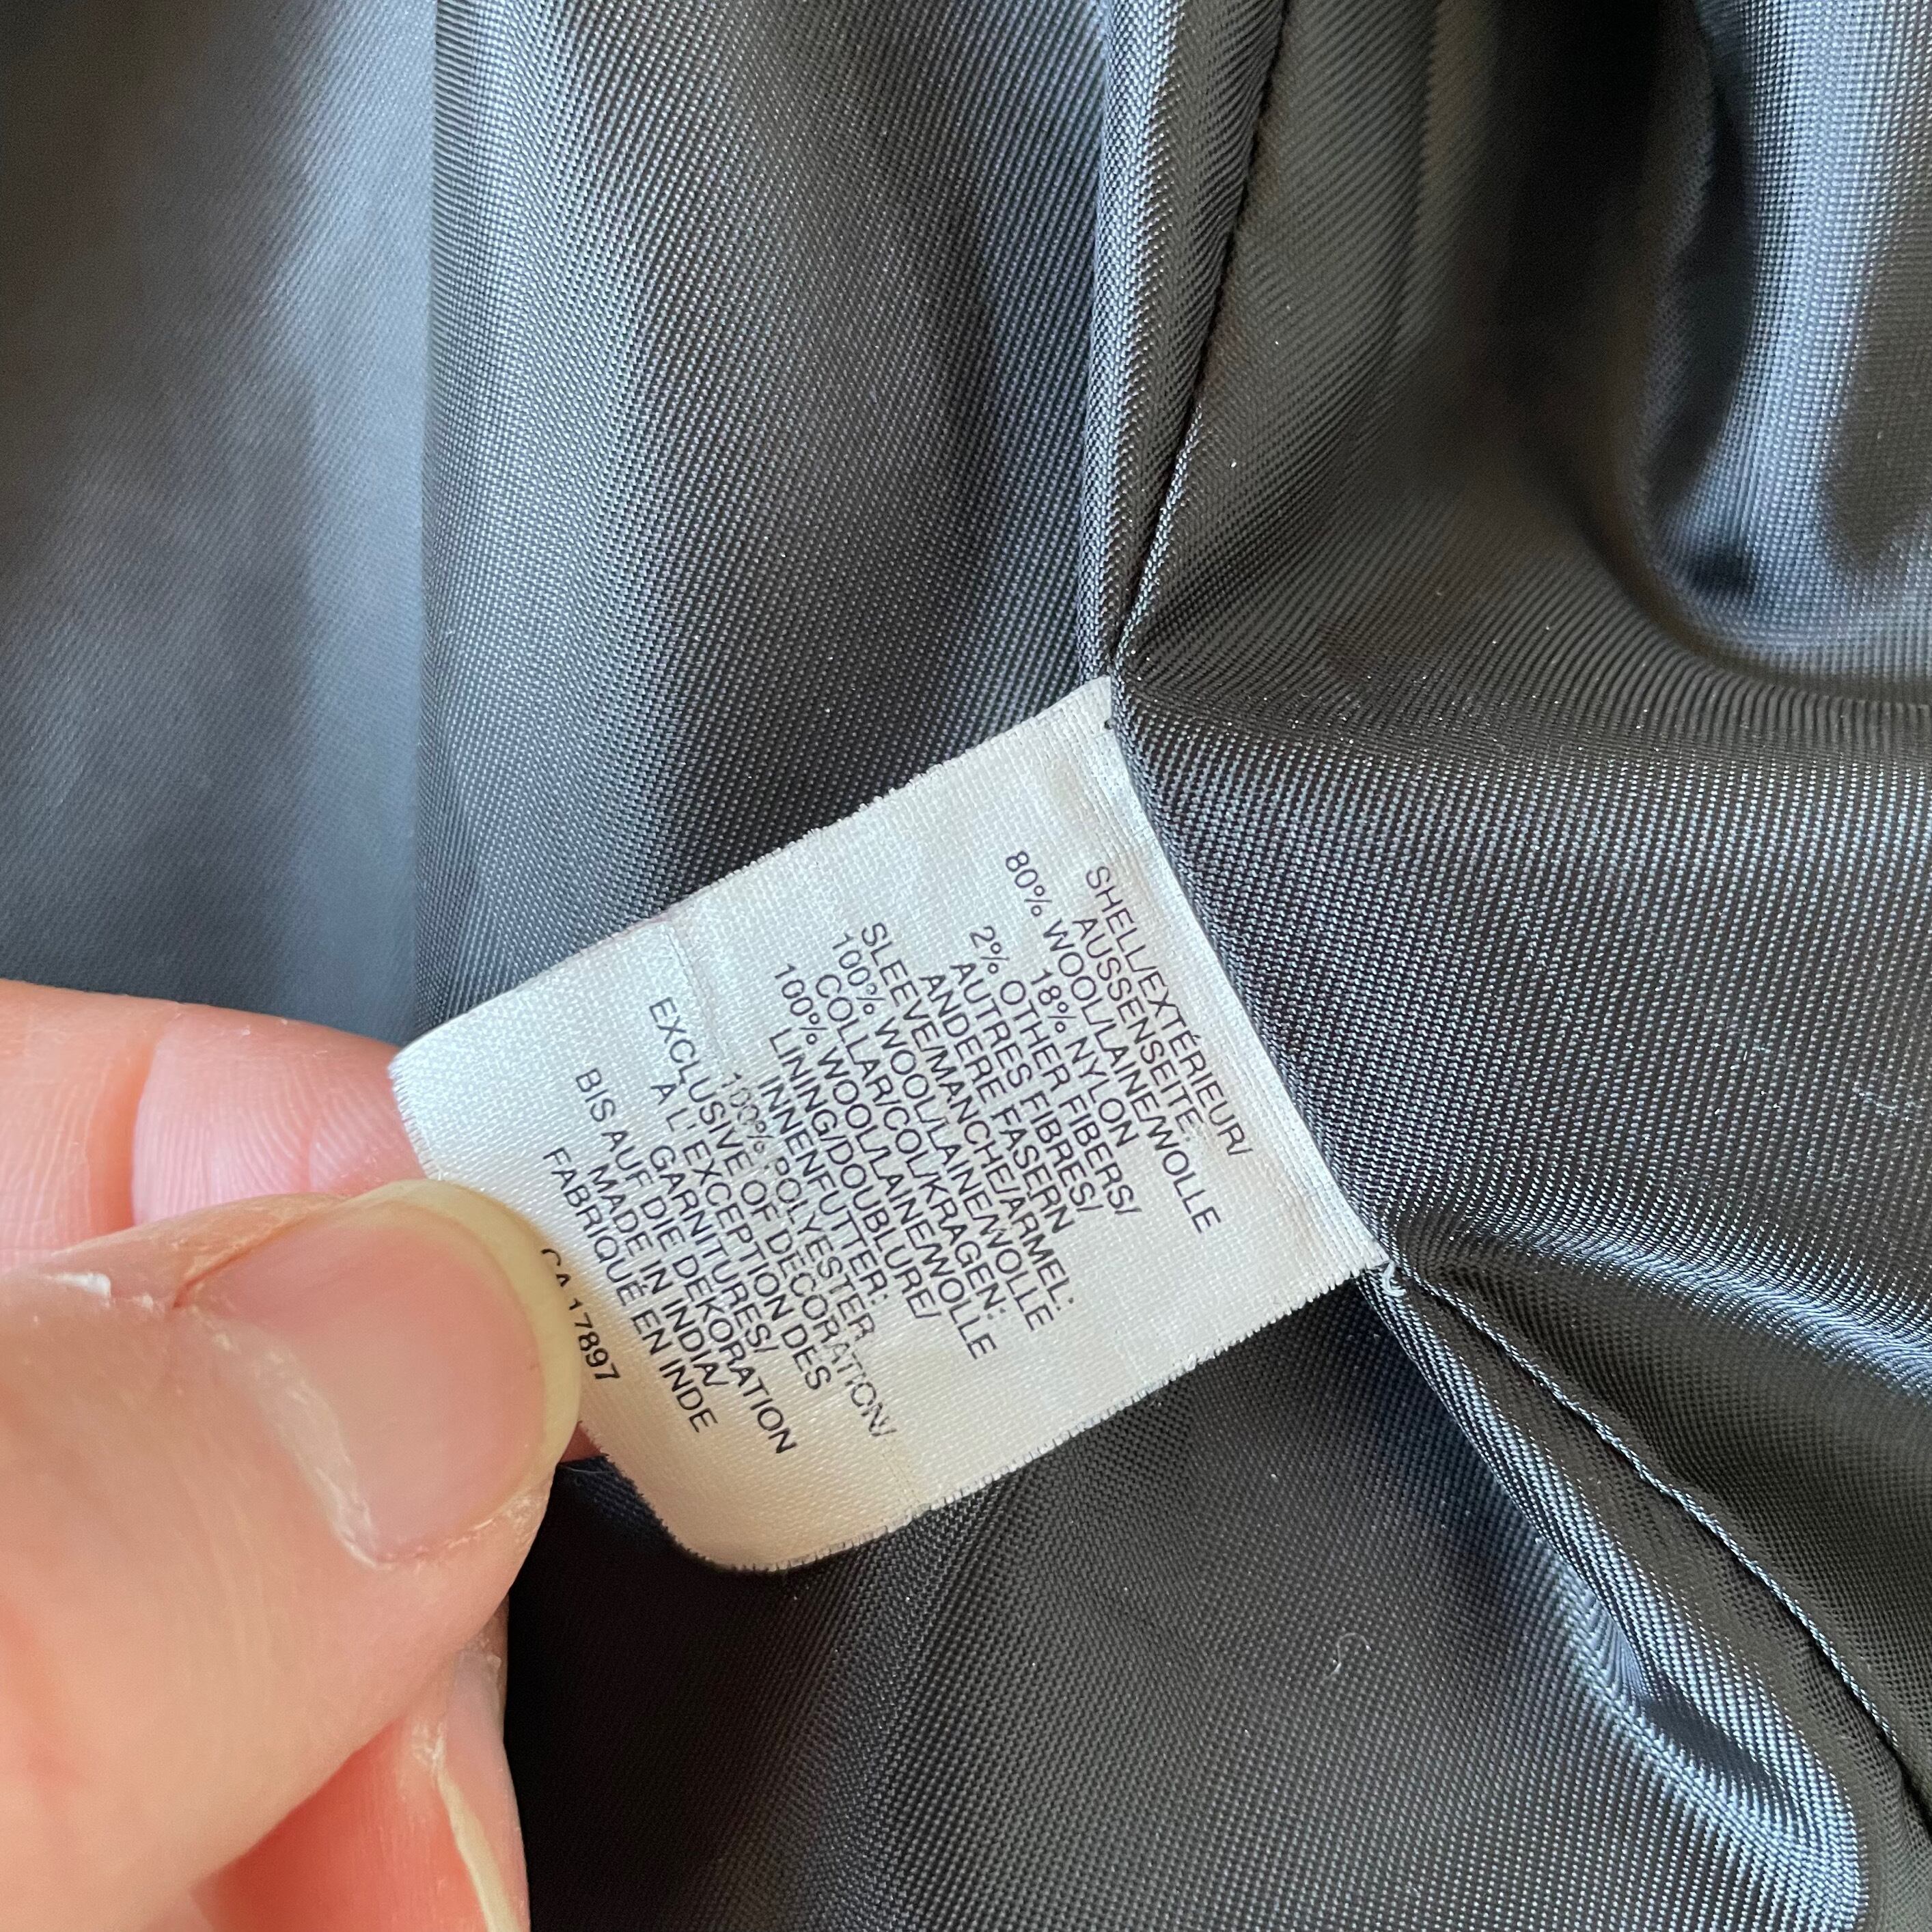 SHELL/EXTÉRIEUR/
AUSSENSEITE:
80% WOOL/LAINE/WOLLE
18% NYLON
2% OTHER FIBERS/
AUTRES FIBRES/
ANDERE FASERN
SLEEVE/MANCHE/ARMEL:
100% WOOL/LAINE/WOLLE
COLLAR/COL/KRAGEN:
100% WOOL/LAINE/WOLLE
LINING/DOUBLURE/
INNENFUTTER:
100% POLYESTER
EXCLUSIVE OF DECORATION/
À L' EXCEPTION DES
GARNITURES/
BIS AUF DIE DEKORATION
MADE IN INDIA/
FABRIQUÉ EN INDE
CA 17897